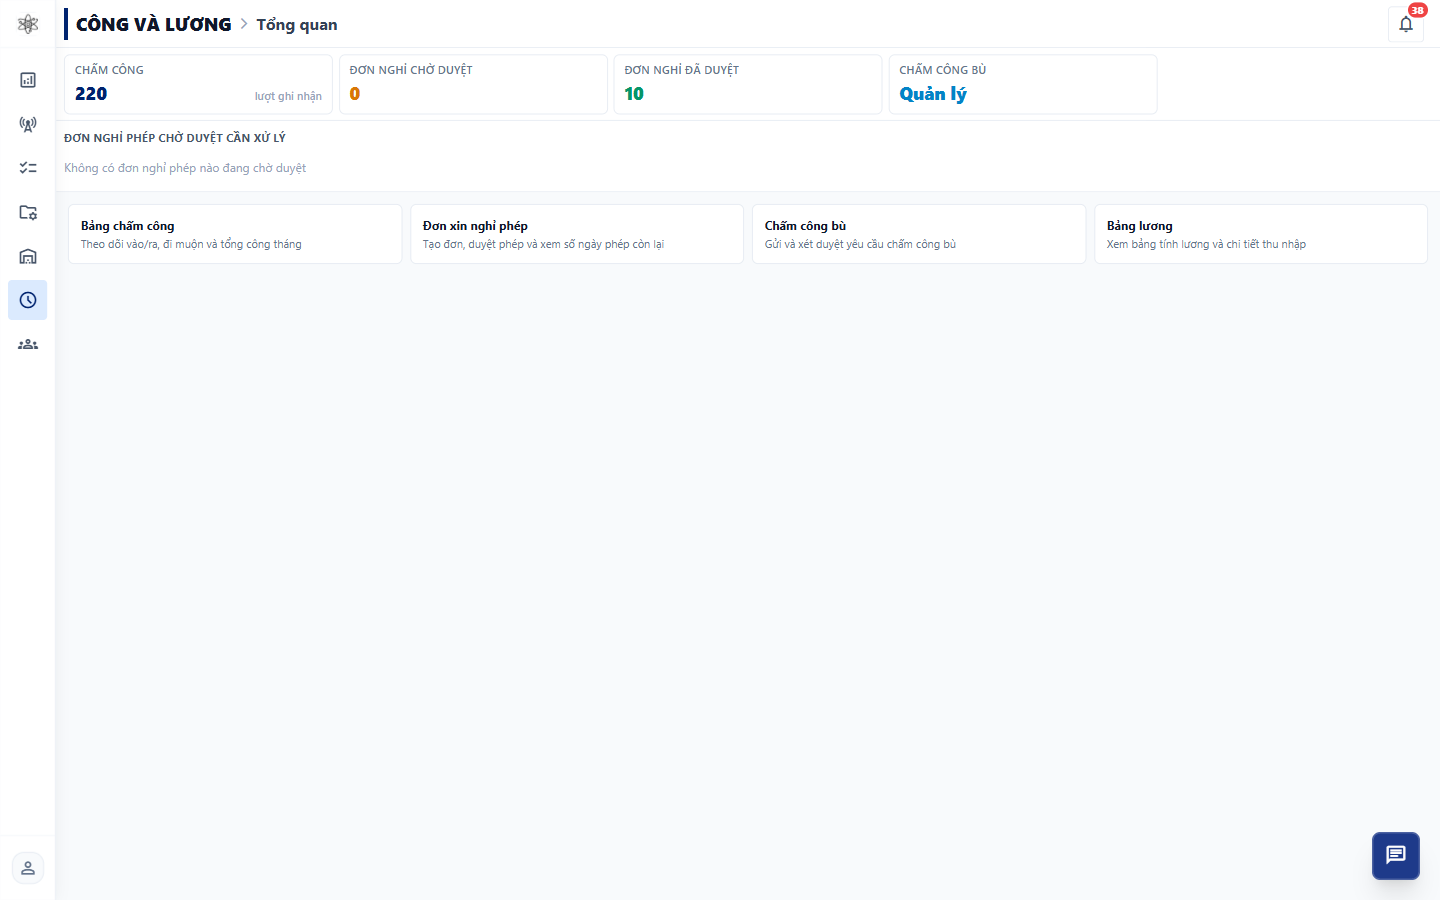 CÔNG VÀ LƯƠNG > Tổng quan
38
CHẤM CÔNG
220
lượt ghi nhận
ĐƠN NGHỈ CHỜ DUYỆT
0
ĐƠN NGHỈ ĐÃ DUYỆT
10
CHẤM CÔNG BÙ
Quản lý
ĐƠN NGHỈ PHÉP CHỜ DUYỆT CẦN XỬ LÝ
Không có đơn nghỉ phép nào đang chờ duyệt
Bảng chấm công
Theo dõi vào/ra, đi muộn và tổng công tháng
Đơn xin nghỉ phép
Tạo đơn, duyệt phép và xem số ngày phép còn lại
Chấm công bù
Gửi và xét duyệt yêu cầu chấm công bù
Bảng lương
Xem bảng tính lương và chi tiết thu nhập